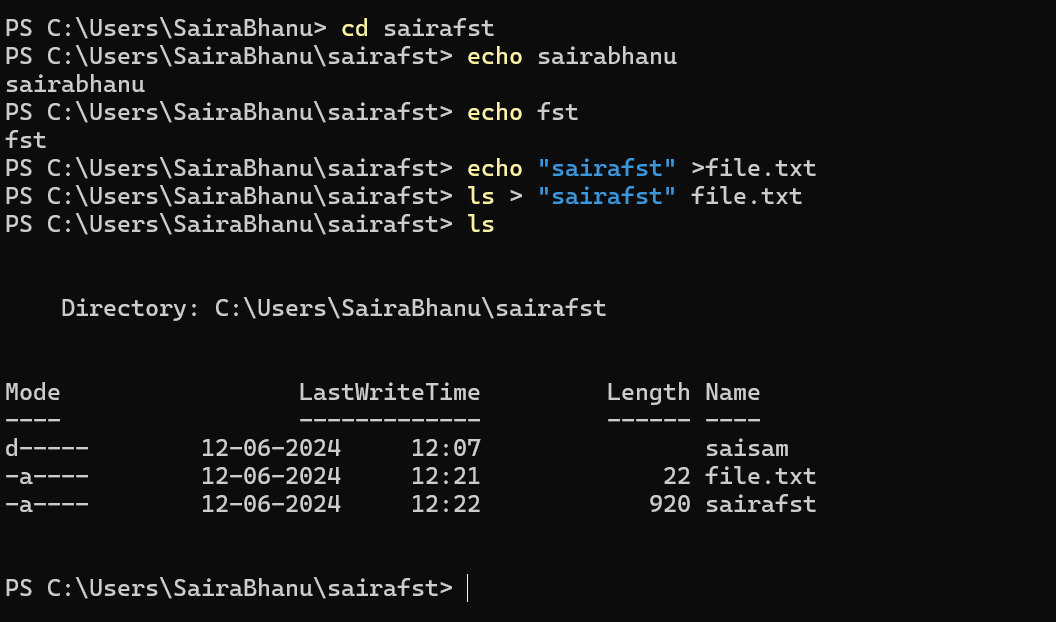 PS C:\Users\SairaBhanu> cd sairafst
PS C:\Users\SairaBhanu\sairafst> echo sairabhanu
sairabhanu
PS C:\Users\SairaBhanu\sairafst> echo fst
fst
PS C:\Users\SairaBhanu\sairafst> echo "sairafst" >file.txt
PS C:\Users\SairaBhanu\sairafst> ls > "sairafst" file.txt
PS C:\Users\SairaBhanu\sairafst> ls
    Directory: C:\Users\SairaBhanu\sairafst
Mode                 LastWriteTime         Length Name
----                 -------------         ------ ----
d-----        12-06-2024     12:07                saisam
-a----        12-06-2024     12:21             22 file.txt
-a----        12-06-2024     12:22            920 sairafst
PS C:\Users\SairaBhanu\sairafst>